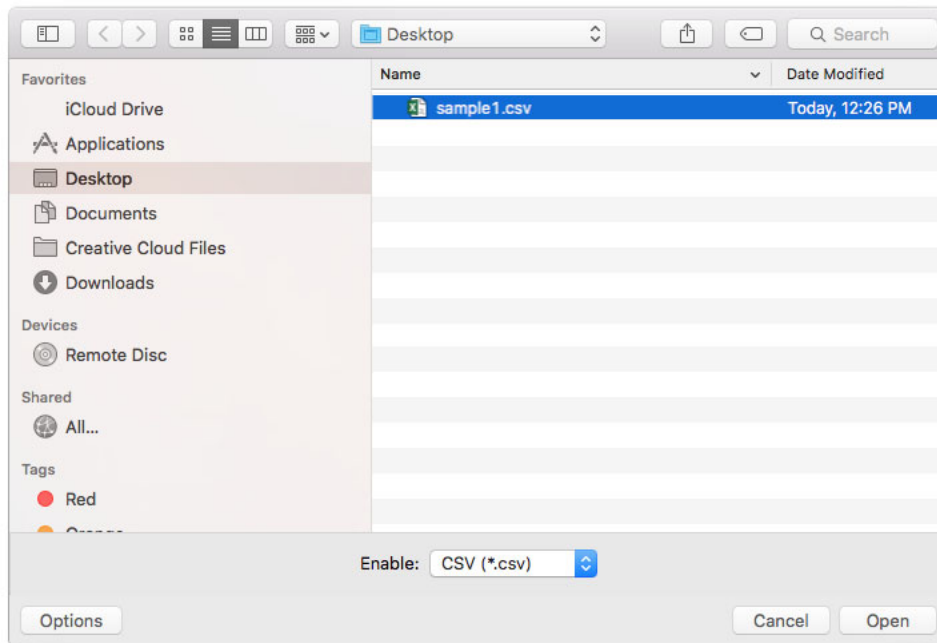 Desktop
Search
Favorites
iCloud Drive
Applications
Desktop
Documents
Creative Cloud Files
Downloads
Devices
Remote Disc
Shared
All...
Tags
Red
Orange
Name
Date Modified
sample1.csv
Today, 12:26 PM
Enable: CSV (*.csv)
Options
Cancel
Open